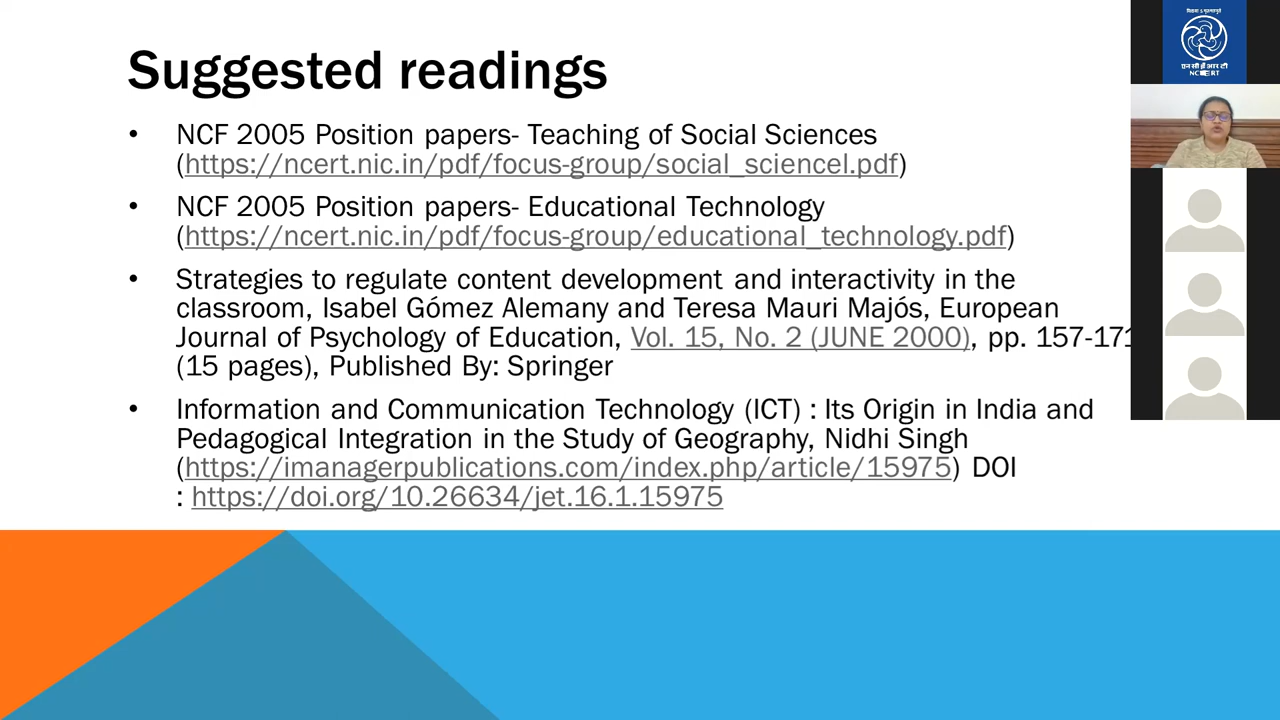 Suggested readings
• NCF 2005 Position papers- Teaching of Social Sciences
(https://ncert.nic.in/pdf/focus-group/social_sciencel.pdf)
• NCF 2005 Position papers- Educational Technology
(https://ncert.nic.in/pdf/focus-group/educational_technology.pdf)
• Strategies to regulate content development and interactivity in the
classroom, Isabel Gómez Alemany and Teresa Mauri Majós, European
Journal of Psychology of Education, Vol. 15, No. 2 (JUNE 2000), pp. 157-171
(15 pages), Published By: Springer
• Information and Communication Technology (ICT) : Its Origin in India and
Pedagogical Integration in the Study of Geography, Nidhi Singh
(https://imanagerpublications.com/index.php/article/15975) DOI
: https://doi.org/10.26634/jet.16.1.15975
एन सी ई आर टी
NCERT